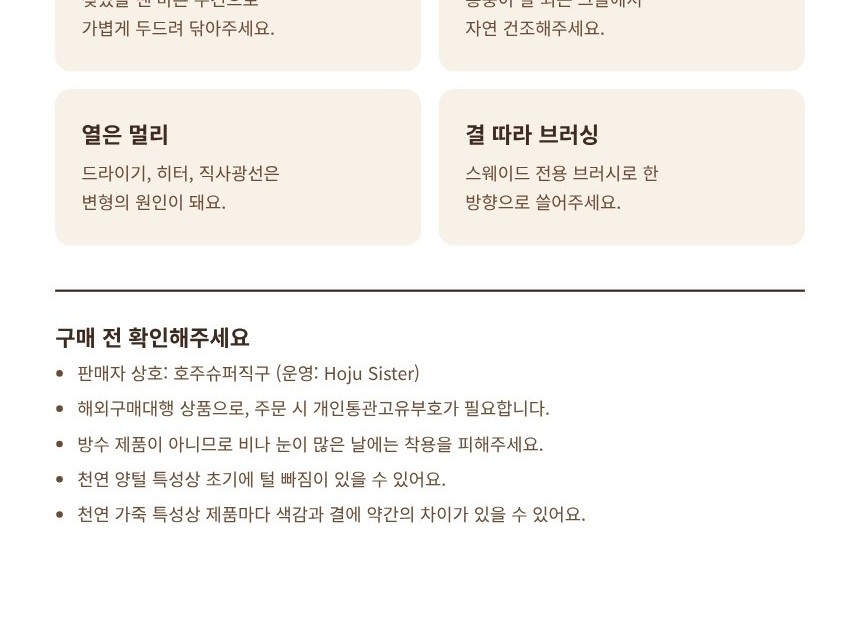 가볍게 두드려 닦아주세요.
자연 건조해주세요.
열은 멀리
드라이기, 히터, 직사광선은
변형의 원인이 돼요.
결 따라 브러싱
스웨이드 전용 브러시로 한
방향으로 쓸어주세요.
구매 전 확인해주세요
• 판매자 상호: 호주슈퍼직구 (운영: Hoju Sister)
• 해외구매대행 상품으로, 주문 시 개인통관고유부호가 필요합니다.
• 방수 제품이 아니므로 비나 눈이 많은 날에는 착용을 피해주세요.
• 천연 양털 특성상 초기에 털 빠짐이 있을 수 있어요.
• 천연 가죽 특성상 제품마다 색감과 결에 약간의 차이가 있을 수 있어요.